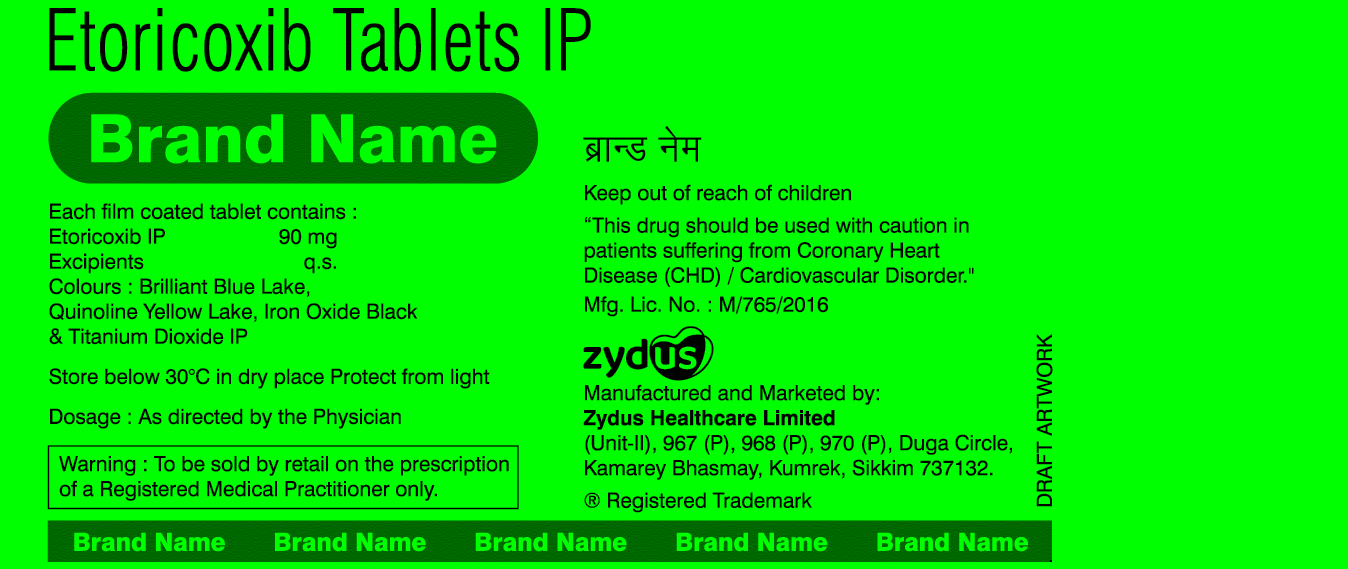 Etoricoxib Tablets IP
Brand Name
Each film coated tablet contains :
Etoricoxib IP 90 mg
Excipients q.s.
Colours : Brilliant Blue Lake,
Quinoline Yellow Lake, Iron Oxide Black
& Titanium Dioxide IP
Store below 30°C in dry place Protect from light
Dosage : As directed by the Physician
Warning : To be sold by retail on the prescription
of a Registered Medical Practitioner only.
ब्रान्ड नेम
Keep out of reach of children
“This drug should be used with caution in
patients suffering from Coronary Heart
Disease (CHD) / Cardiovascular Disorder."
Mfg. Lic. No. : M/765/2016
zydus
Manufactured and Marketed by:
Zydus Healthcare Limited
(Unit-II), 967 (P), 968 (P), 970 (P), Duga Circle,
Kamarey Bhasmay, Kumrek, Sikkim 737132.
® Registered Trademark
DRAFT ARTWORK
Brand Name Brand Name Brand Name Brand Name Brand Name